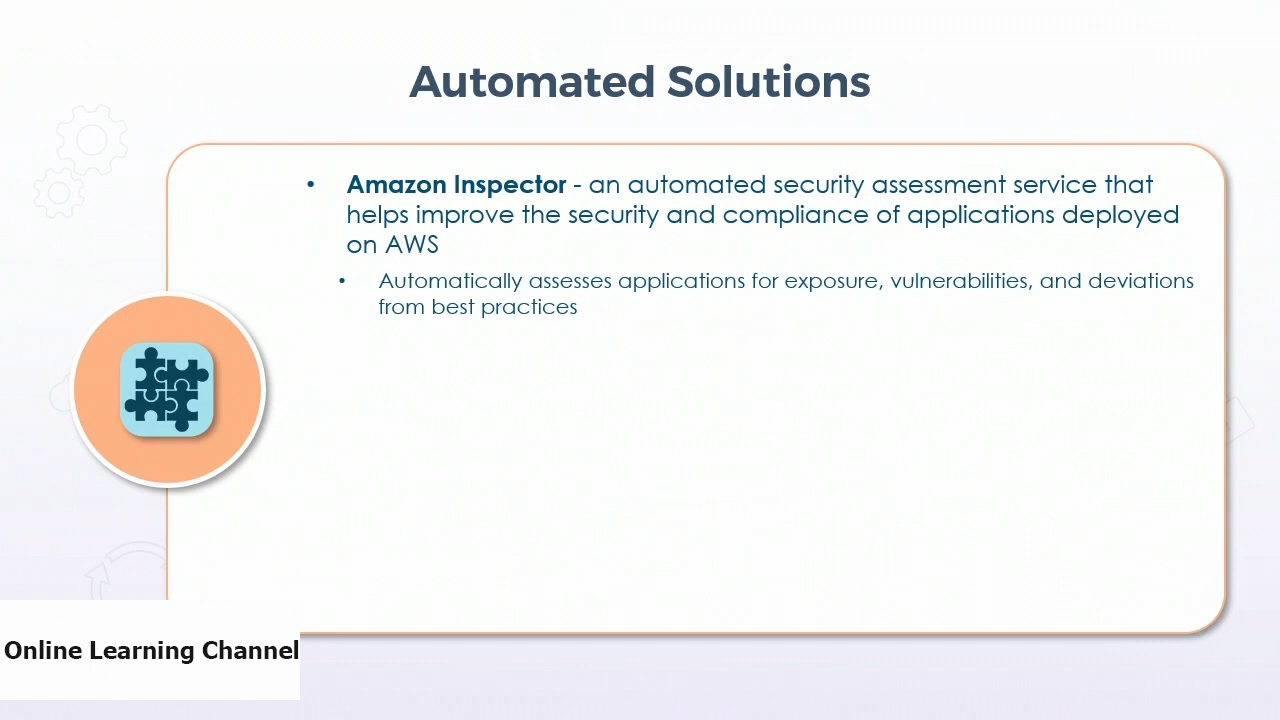 Automated Solutions
• Amazon Inspector - an automated security assessment service that
helps improve the security and compliance of applications deployed
on AWS
• Automatically assesses applications for exposure, vulnerabilities, and deviations
from best practices
Online Learning Channel